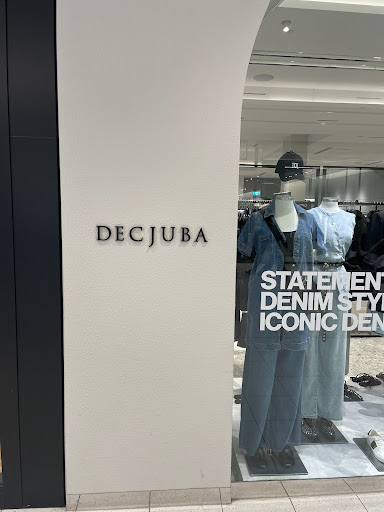 DECJUBA
STATEMENT
DENIM STYL
ICONIC DEN